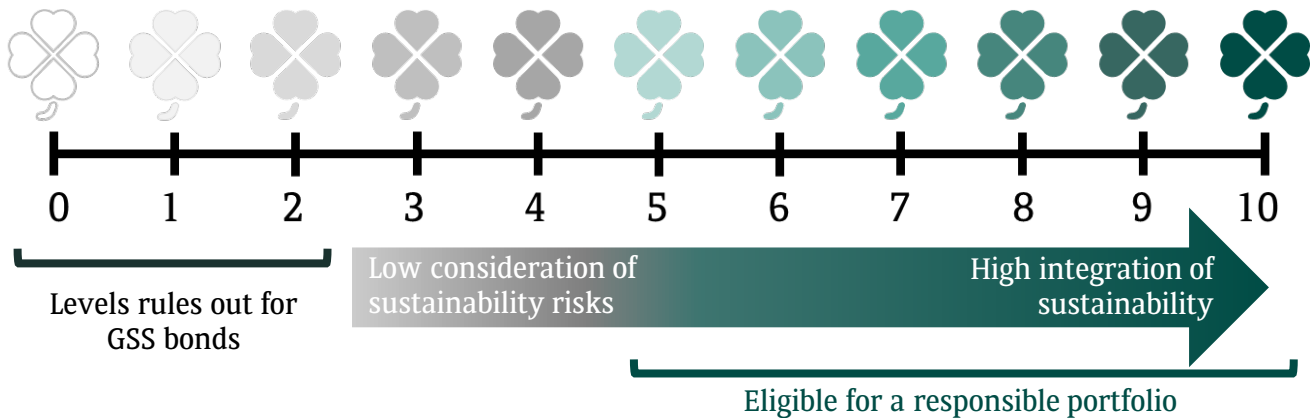 0 1 2 3 4 5 6 7 8 9 10
Low consideration of
sustainability risks
High integration of
sustainability
Levels rules out for
GSS bonds
Eligible for a responsible portfolio